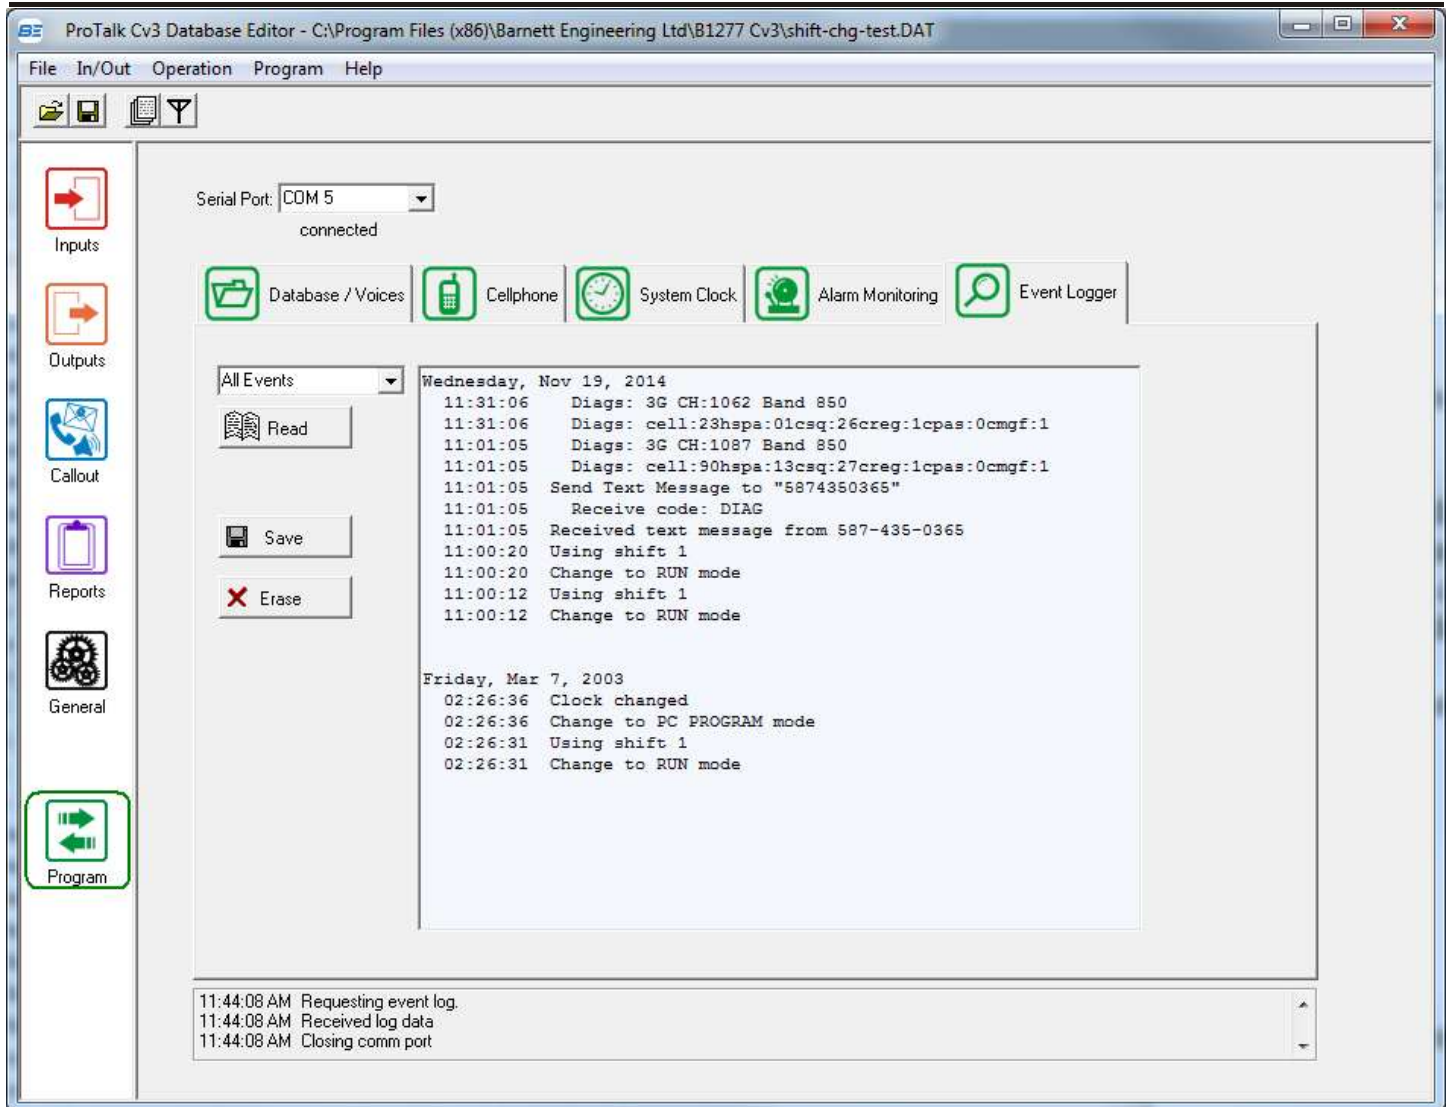 BE ProTalk Cv3 Database Editor - C:\Program Files (x86)\Barnett Engineering Ltd\B1277 Cv3\shift-chg-test.DAT
File In/Out Operation Program Help
Inputs
Outputs
Callout
Reports
General
Program
Serial Port: COM 5
connected
Database / Voices
Cellphone
System Clock
Alarm Monitoring
Event Logger
All Events
Read
Save
Erase
Wednesday, Nov 19, 2014
11:31:06 Diags: 3G CH:1062 Band 850
11:31:06 Diags: cell:23hspa:01csq:26creg:1cpas:0cmgf:1
11:01:05 Diags: 3G CH:1087 Band 850
11:01:05 Diags: cell:90hspa:13csq:27creg:1cpas:0cmgf:1
11:01:05 Send Text Message to "5874350365"
11:01:05 Receive code: DIAG
11:01:05 Received text message from 587-435-0365
11:00:20 Using shift 1
11:00:20 Change to RUN mode
11:00:12 Using shift 1
11:00:12 Change to RUN mode
Friday, Mar 7, 2003
02:26:36 Clock changed
02:26:36 Change to PC PROGRAM mode
02:26:31 Using shift 1
02:26:31 Change to RUN mode
11:44:08 AM Requesting event log.
11:44:08 AM Received log data
11:44:08 AM Closing comm port